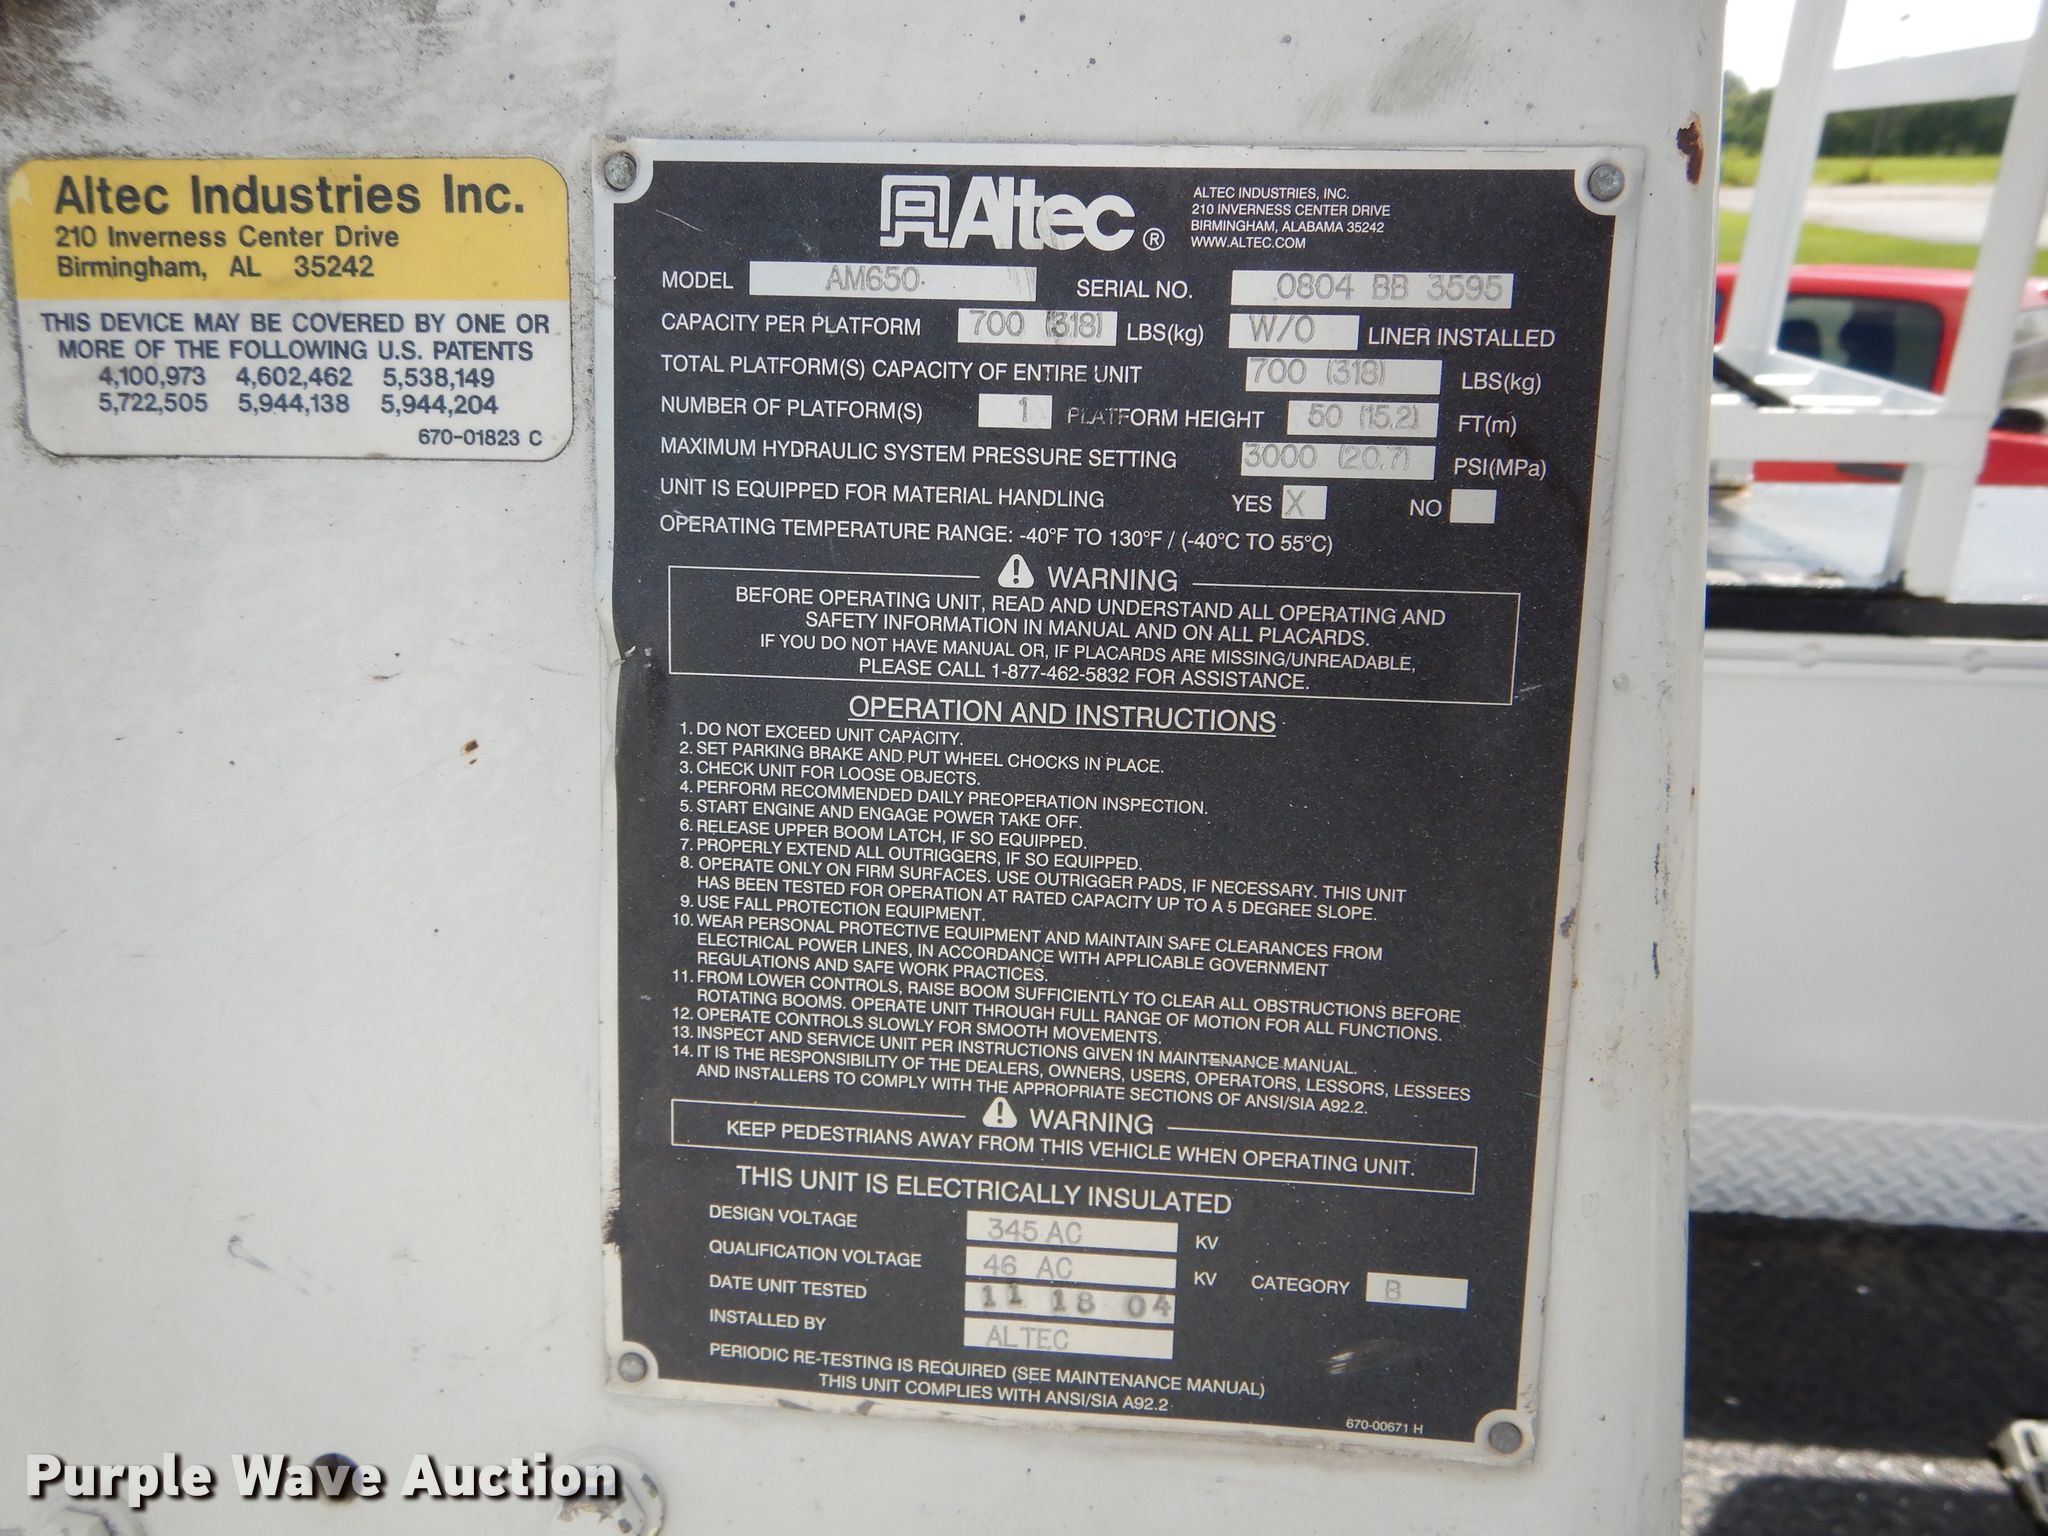 Altec Industries Inc.
210 Inverness Center Drive
Birmingham, AL 35242
THIS DEVICE MAY BE COVERED BY ONE OR
MORE OF THE FOLLOWING U.S. PATENTS
4,100,973 4,602,462 5,538,149
5,722,505 5,944,138 5,944,204
670-01823 C
Altec ®
ALTEC INDUSTRIES, INC.
210 INVERNESS CENTER DRIVE
BIRMINGHAM, ALABAMA 35242
WWW.ALTEC.COM
MODEL AM650 SERIAL NO. 0804 BB 3595
CAPACITY PER PLATFORM 700 (318) LBS(kg) W/O LINER INSTALLED
TOTAL PLATFORM(S) CAPACITY OF ENTIRE UNIT 700 (318) LBS(kg)
NUMBER OF PLATFORM(S) 1 PLATFORM HEIGHT 50 (15.2) FT(m)
MAXIMUM HYDRAULIC SYSTEM PRESSURE SETTING 3000 (20.7) PSI(MPa)
UNIT IS EQUIPPED FOR MATERIAL HANDLING YES X NO
OPERATING TEMPERATURE RANGE: -40°F TO 130°F / (-40°C TO 55°C)
WARNING
BEFORE OPERATING UNIT, READ AND UNDERSTAND ALL OPERATING AND
SAFETY INFORMATION IN MANUAL AND ON ALL PLACARDS.
IF YOU DO NOT HAVE MANUAL OR, IF PLACARDS ARE MISSING/UNREADABLE,
PLEASE CALL 1-877-462-5832 FOR ASSISTANCE.
OPERATION AND INSTRUCTIONS
1. DO NOT EXCEED UNIT CAPACITY.
2. SET PARKING BRAKE AND PUT WHEEL CHOCKS IN PLACE.
3. CHECK UNIT FOR LOOSE OBJECTS.
4. PERFORM RECOMMENDED DAILY PREOPERATION INSPECTION.
5. START ENGINE AND ENGAGE POWER TAKE OFF.
6. RELEASE UPPER BOOM LATCH, IF SO EQUIPPED.
7. PROPERLY EXTEND ALL OUTRIGGERS, IF SO EQUIPPED.
8. OPERATE ONLY ON FIRM SURFACES. USE OUTRIGGER PADS, IF NECESSARY. THIS UNIT
HAS BEEN TESTED FOR OPERATION AT RATED CAPACITY UP TO A 5 DEGREE SLOPE.
9. USE FALL PROTECTION EQUIPMENT.
10. WEAR PERSONAL PROTECTIVE EQUIPMENT AND MAINTAIN SAFE CLEARANCES FROM
ELECTRICAL POWER LINES, IN ACCORDANCE WITH APPLICABLE GOVERNMENT
REGULATIONS AND SAFE WORK PRACTICES.
11. FROM LOWER CONTROLS, RAISE BOOM SUFFICIENTLY TO CLEAR ALL OBSTRUCTIONS BEFORE
ROTATING BOOMS. OPERATE UNIT THROUGH FULL RANGE OF MOTION FOR ALL FUNCTIONS.
12. OPERATE CONTROLS SLOWLY FOR SMOOTH MOVEMENTS.
13. INSPECT AND SERVICE UNIT PER INSTRUCTIONS GIVEN IN MAINTENANCE MANUAL.
14. IT IS THE RESPONSIBILITY OF THE DEALERS, OWNERS, USERS, OPERATORS, LESSORS, LESSEES
AND INSTALLERS TO COMPLY WITH THE APPROPRIATE SECTIONS OF ANSI/SIA A92.2.
WARNING
KEEP PEDESTRIANS AWAY FROM THIS VEHICLE WHEN OPERATING UNIT.
THIS UNIT IS ELECTRICALLY INSULATED
DESIGN VOLTAGE 345 AC KV
QUALIFICATION VOLTAGE 46 AC KV CATEGORY B
DATE UNIT TESTED 11 18 04
INSTALLED BY ALTEC
PERIODIC RE-TESTING IS REQUIRED (SEE MAINTENANCE MANUAL)
THIS UNIT COMPLIES WITH ANSI/SIA A92.2
670-00671 H
Purple Wave Auction